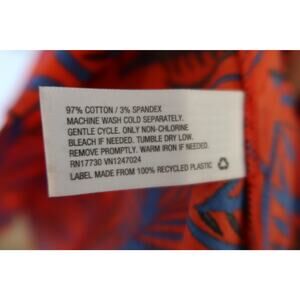 97% COTTON / 3% SPANDEX
MACHINE WASH COLD SEPARATELY.
GENTLE CYCLE. ONLY NON-CHLORINE
BLEACH IF NEEDED. TUMBLE DRY LOW.
REMOVE PROMPTLY. WARM IRON IF NEEDED.
RN17730 VN1247024
LABEL MADE FROM 100% RECYCLED PLASTIC